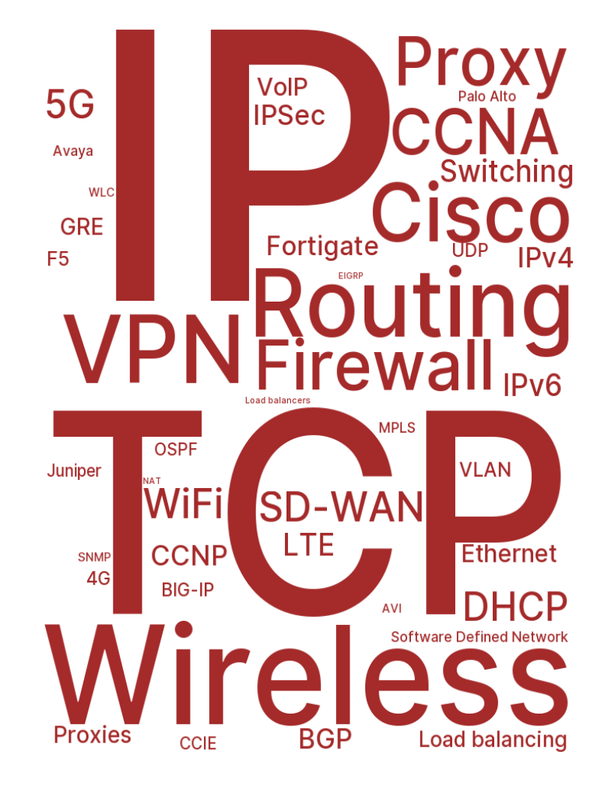 IP
Proxy
VoIP
5G
Palo Alto
IPSec
CCNA
Avaya
Switching
WLC
Cisco
GRE
Fortigate
UDP
IPv4
F5
EIGRP
Routing
VPN
Firewall
IPv6
Load balancers
TCP
MPLS
OSPF
Juniper
VLAN
NAT
WiFi
SD-WAN
LTE
SNMP
CCNP
Ethernet
4G
BIG-IP
AVI
DHCP
Software Defined Network
Wireless
Proxies
CCIE
BGP
Load balancing